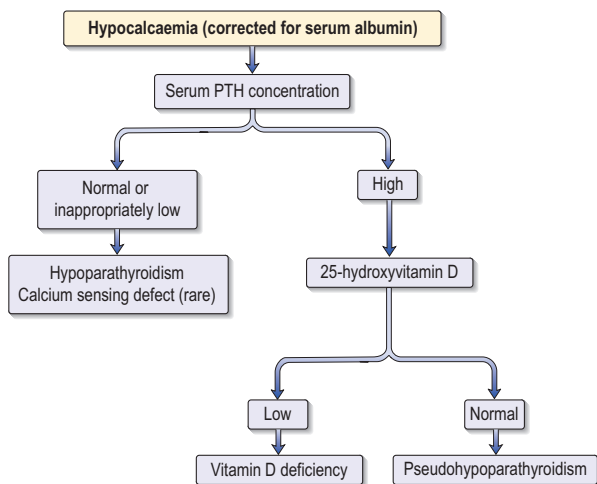 Hypocalcaemia (corrected for serum albumin)
Serum PTH concentration
Normal or
inappropriately low
High
Hypoparathyroidism
Calcium sensing defect (rare)
25-hydroxyvitamin D
Low
Normal
Vitamin D deficiency
Pseudohypoparathyroidism